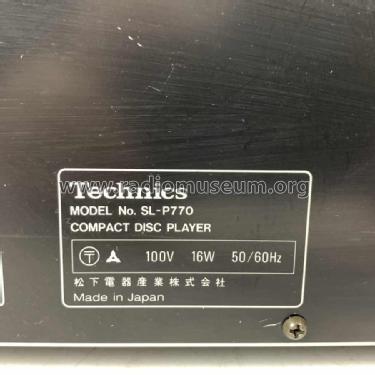 Technics
www.radiomuseum.org
MODEL No. SL-P770
COMPACT DISC PLAYER
〒 100V 16W 50/60Hz
松下電器産業株式会社
Made in Japan